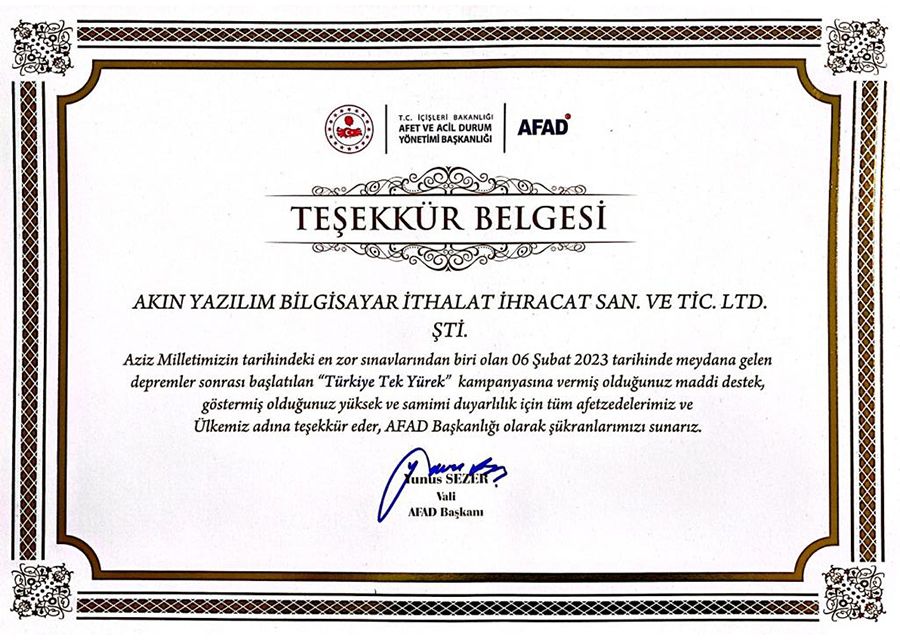 T.C. İÇİŞLERİ BAKANLIĞI
AFET VE ACİL DURUM
YÖNETİMİ BAŞKANLIĞI
AFAD
TEŞEKKÜR BELGESİ
AKIN YAZILIM BİLGİSAYAR İTHALAT İHRACAT SAN. VE TİC. LTD.
ŞTİ.
Aziz Milletimizin tarihindeki en zor sınavlarından biri olan 06 Şubat 2023 tarihinde meydana gelen
depremler sonrası başlatılan “Türkiye Tek Yürek” kampanyasına vermiş olduğunuz maddi destek,
göstermiş olduğunuz yüksek ve samimi duyarlılık için tüm afetzedelerimiz ve
Ülkemiz adına teşekkür eder, AFAD Başkanlığı olarak şükranlarımızı sunarız.
Yunus SEZER
Vali
AFAD Başkanı